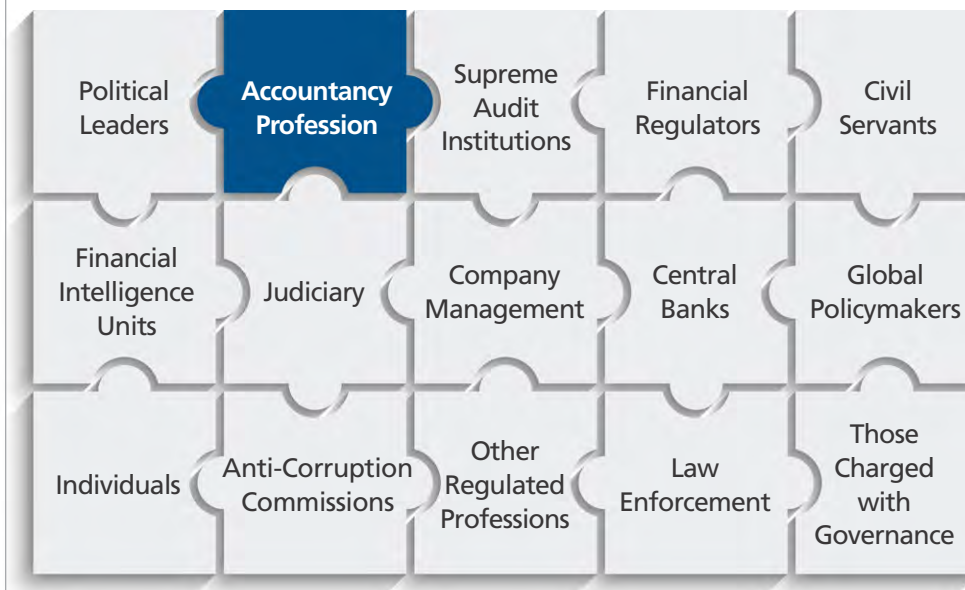 Political
Leaders
Accountancy
Profession
Supreme
Audit
Institutions
Financial
Regulators
Civil
Servants
Financial
Intelligence
Units
Judiciary
Company
Management
Central
Banks
Global
Policymakers
Individuals
Anti-Corruption
Commissions
Other
Regulated
Professions
Law
Enforcement
Those
Charged
with
Governance